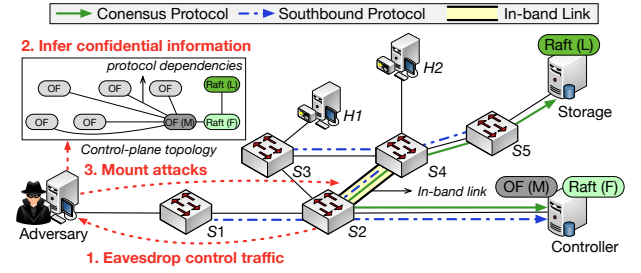 Conensus Protocol Southbound Protocol In-band Link
2. Infer confidential information
protocol dependencies
OF OF OF Raft (L)
OF OF OF (M) Raft (F)
Control-plane topology
H1
H2
Raft (L)
Storage
S3
S4
S5
3. Mount attacks
In-band link
OF (M) Raft (F)
Adversary
S1
S2
Controller
1. Eavesdrop control traffic